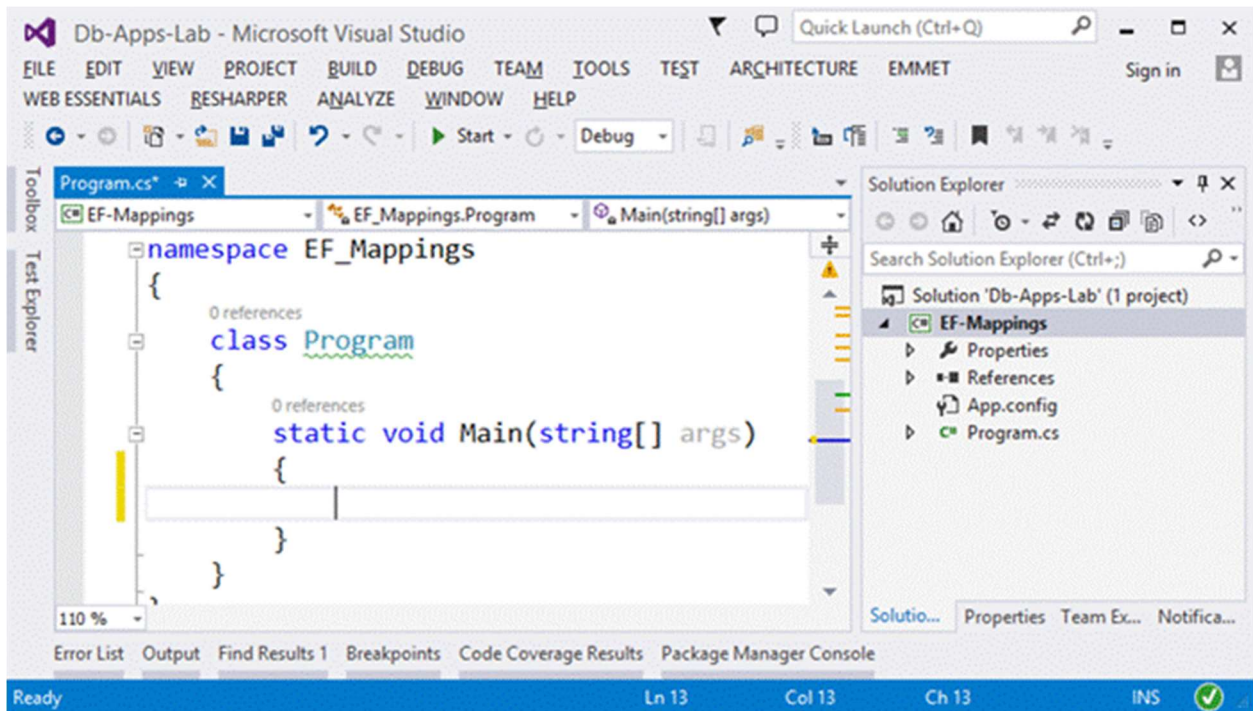 Db-Apps-Lab - Microsoft Visual Studio
Quick Launch (Ctrl+Q)
FILE EDIT VIEW PROJECT BUILD DEBUG TEAM TOOLS TEST ARCHITECTURE EMMET
Sign in
WEB ESSENTIALS RESHARPER ANALYZE WINDOW HELP
Start
Debug
Toolbox
Test Explorer
Program.cs*
EF-Mappings
EF_Mappings.Program
Main(string[] args)
namespace EF_Mappings
{
0 references
class Program
{
0 references
static void Main(string[] args)
{
}
}
110 %
Solution Explorer
Search Solution Explorer (Ctrl+;)
Solution 'Db-Apps-Lab' (1 project)
C# EF-Mappings
Properties
References
App.config
C# Program.cs
Solutio... Properties Team Ex... Notifica...
Error List Output Find Results 1 Breakpoints Code Coverage Results Package Manager Console
Ready Ln 13 Col 13 Ch 13 INS